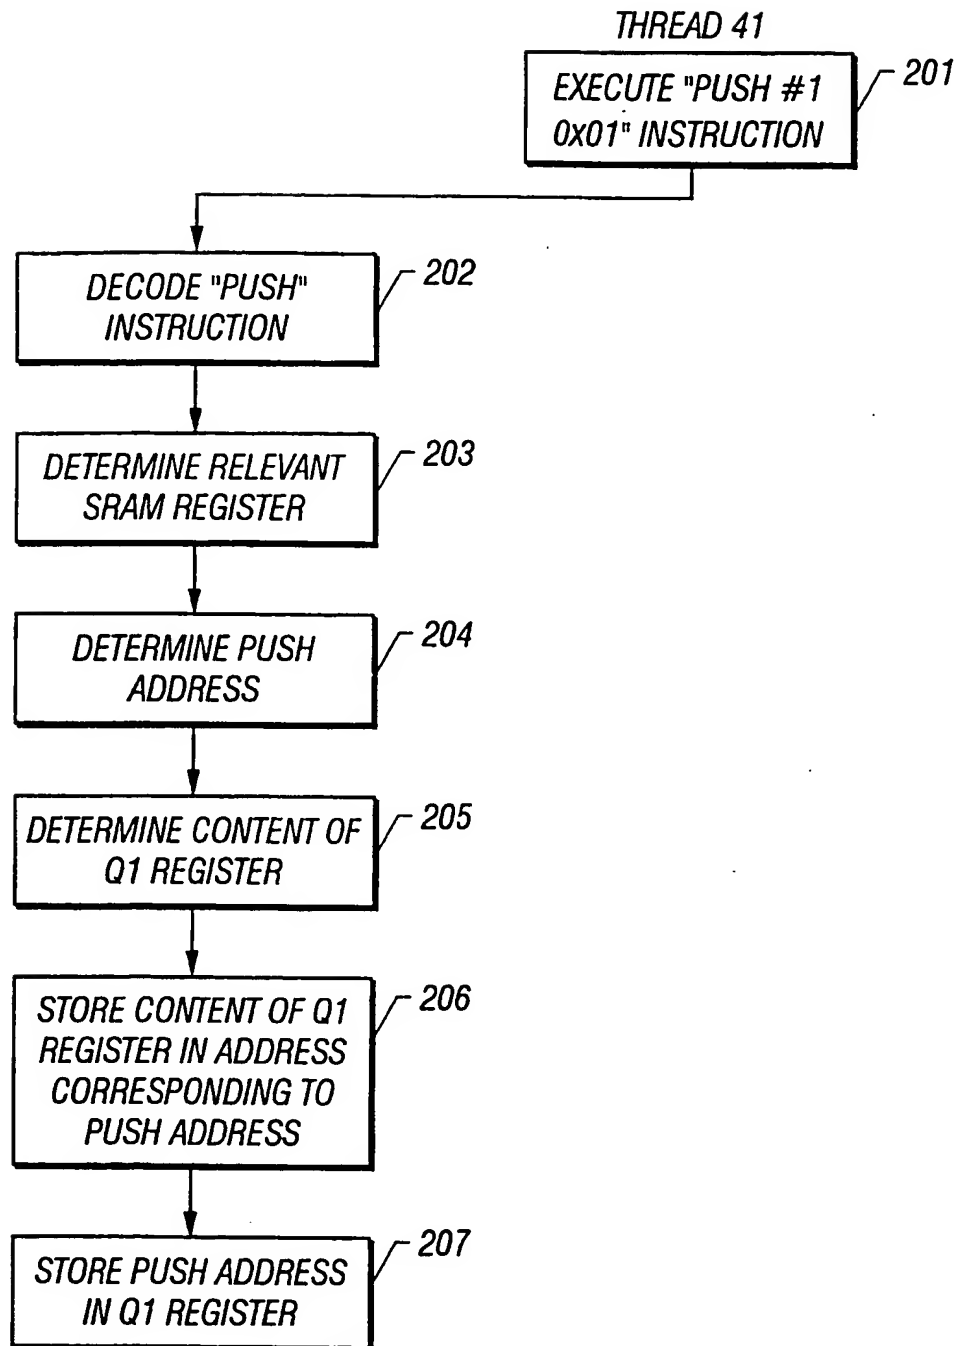 THREAD 41
EXECUTE "PUSH #1
0X01" INSTRUCTION
201
DECODE "PUSH"
INSTRUCTION
202
DETERMINE RELEVANT
SRAM REGISTER
203
DETERMINE PUSH
ADDRESS
204
DETERMINE CONTENT OF
Q1 REGISTER
205
STORE CONTENT OF Q1
REGISTER IN ADDRESS
CORRESPONDING TO
PUSH ADDRESS
206
STORE PUSH ADDRESS
IN Q1 REGISTER
207